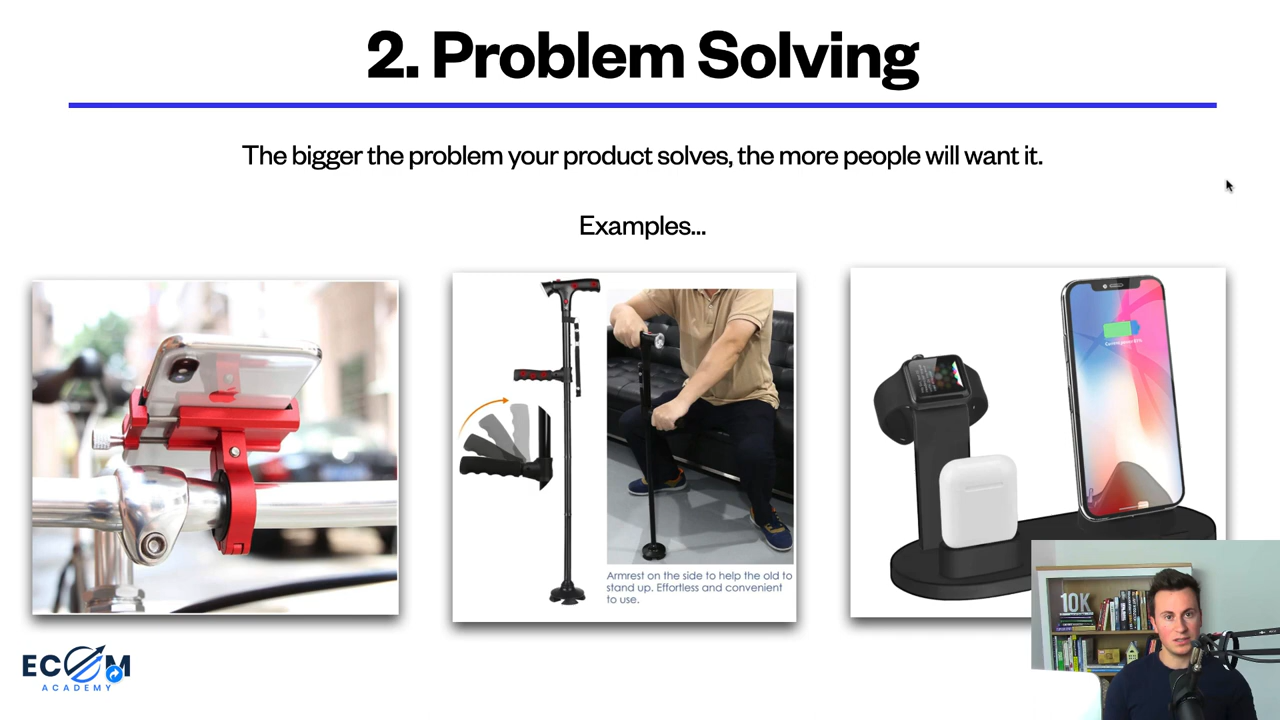 2. Problem Solving
The bigger the problem your product solves, the more people will want it.
Examples...
Armrest on the side to help the old to
stand up. Effortless and convenient
to use.
10K
ECOM
ACADEMY